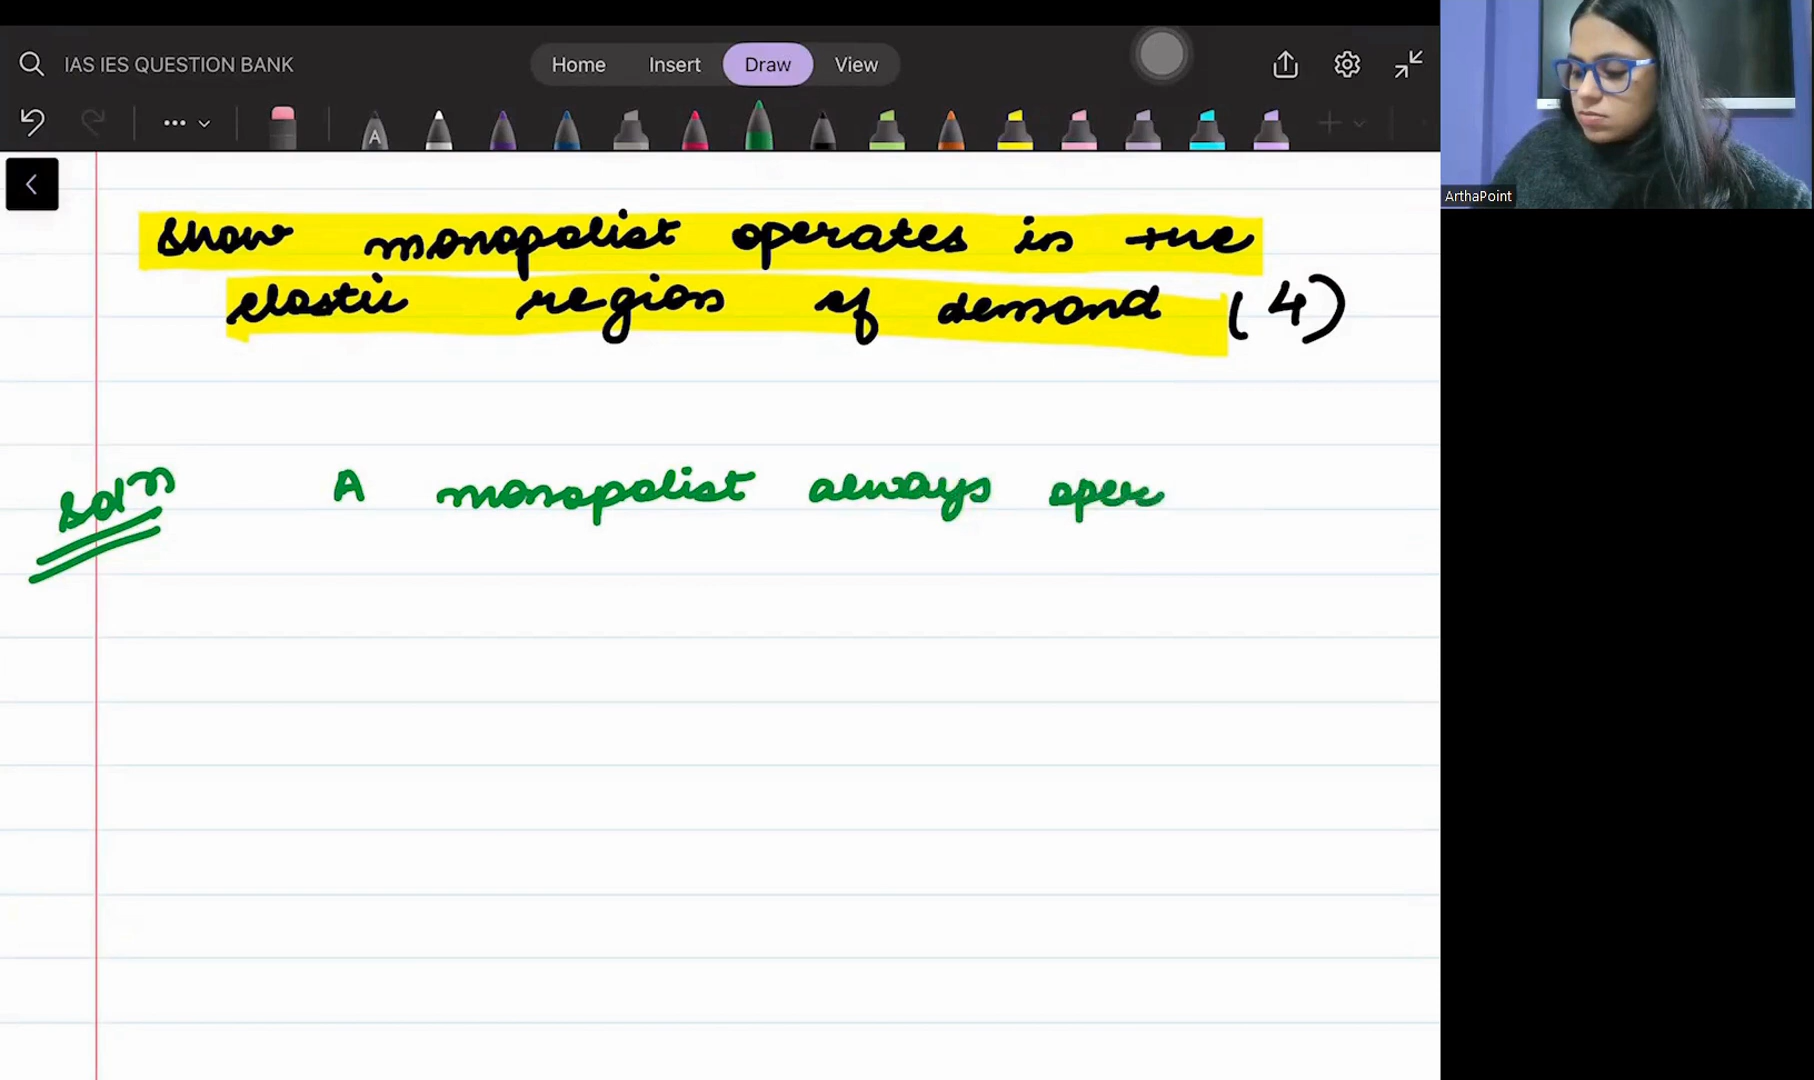 IAS IES QUESTION BANK
Home Insert Draw View
A
ArthaPoint
Show monopolist operates in +ve
elastic region of demand (4)
Soln A monopolist always oper